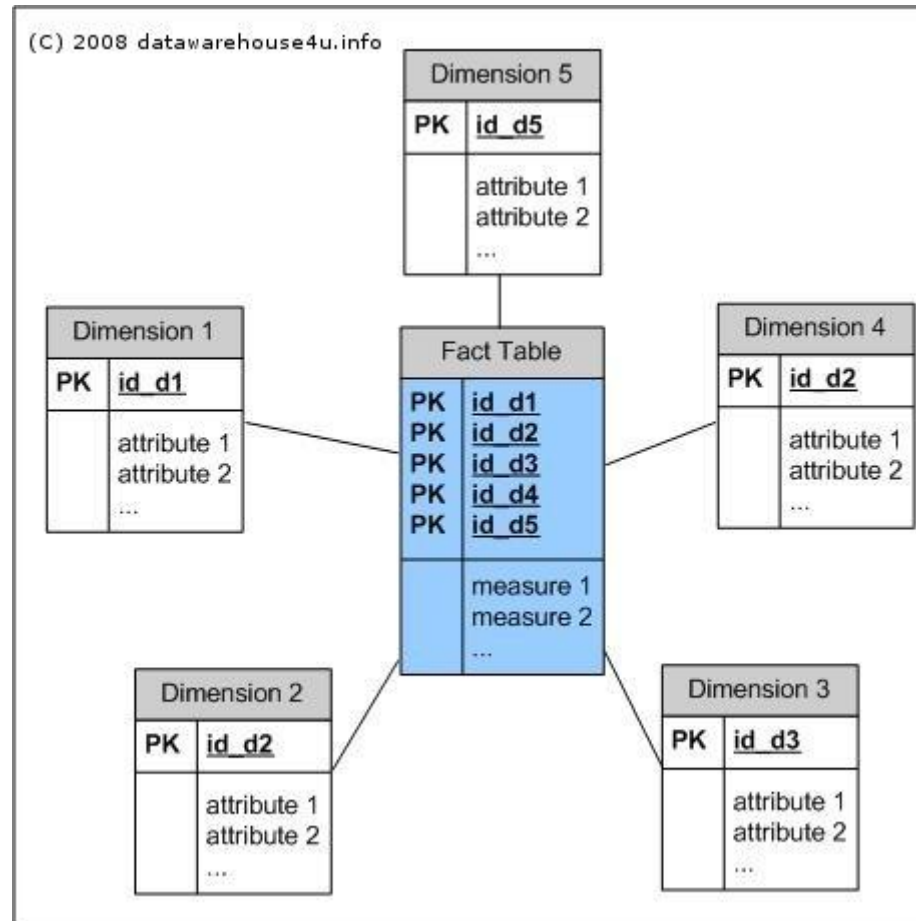 (C) 2008 datawarehouse4u.info
Dimension 5
PK id_d5
attribute 1
attribute 2
...
Dimension 1
PK id_d1
attribute 1
attribute 2
...
Fact Table
PK id_d1
PK id_d2
PK id_d3
PK id_d4
PK id_d5
measure 1
measure 2
...
Dimension 4
PK id_d2
attribute 1
attribute 2
...
Dimension 2
PK id_d2
attribute 1
attribute 2
...
Dimension 3
PK id_d3
attribute 1
attribute 2
...